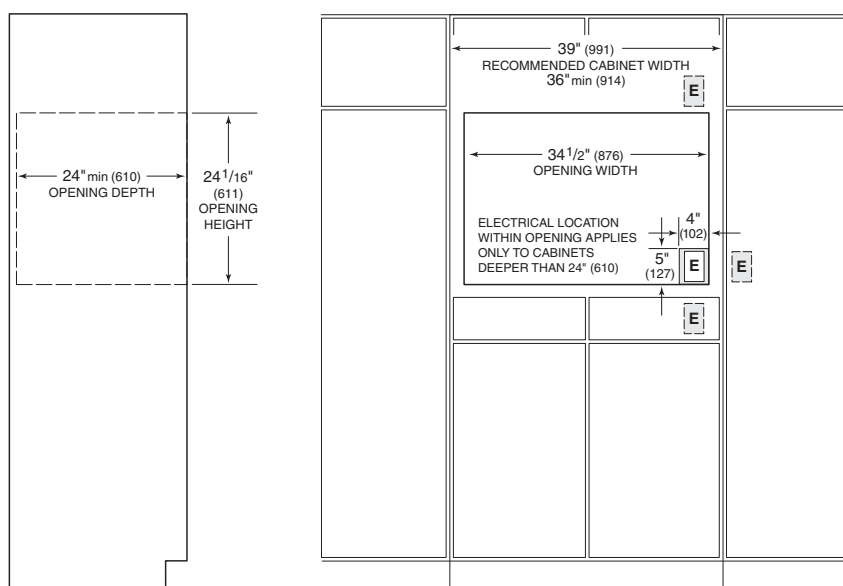 24" min (610)
OPENING DEPTH
24 1/16"
(611)
OPENING
HEIGHT
39" (991)
RECOMMENDED CABINET WIDTH
36" min (914)
E
34 1/2" (876)
OPENING WIDTH
ELECTRICAL LOCATION
WITHIN OPENING APPLIES
ONLY TO CABINETS
DEEPER THAN 24" (610)
4"
(102)
5"
(127)
E
E
E